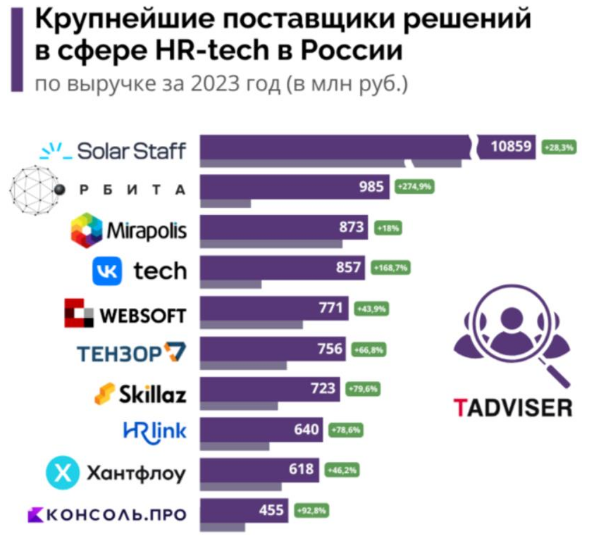 Крупнейшие поставщики решений
в сфере HR-tech в России
по выручке за 2023 год (в млн руб.)
Solar Staff 10859 +28,3%
ОРБИТА 985 +274,9%
Mirapolis 873 +18%
VK tech 857 +168,7%
WEBSOFT 771 +43,9%
ТЕНЗОР 756 +66,8%
Skillaz 723 +79,6%
HRlink 640 +78,6%
Хантфлоу 618 +46,2%
КОНСОЛЬ.ПРО 455 +92,8%
TADVISER